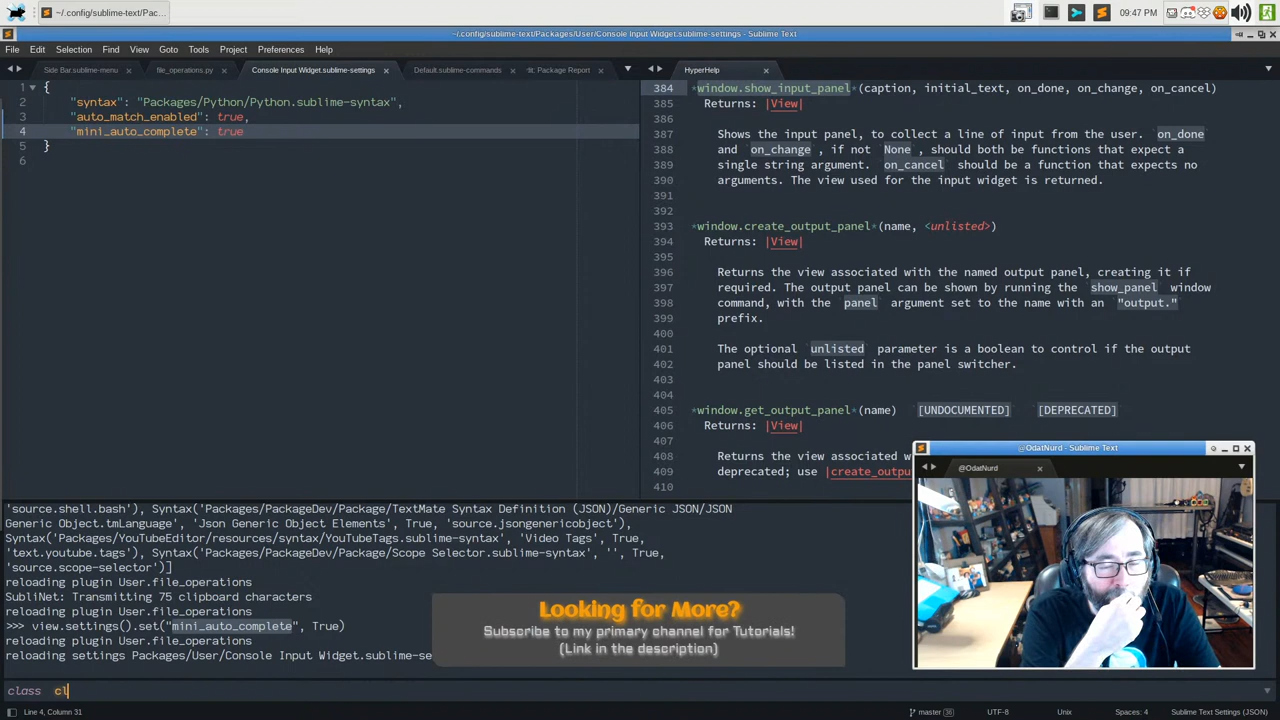 ~/.config/sublime-text/Pac...
09:47 PM
~/.config/sublime-text/Packages/User/Console Input Widget.sublime-settings - Sublime Text
File Edit Selection Find View Goto Tools Project Preferences Help
Side Bar.sublime-menu
file_operations.py
Console Input Widget.sublime-settings
Default.sublime-commands
Package Report
1 {
2 "syntax": "Packages/Python/Python.sublime-syntax",
3 "auto_match_enabled": true,
4 "mini_auto_complete": true
5 }
6
HyperHelp
384 *window.show_input_panel*(caption, initial_text, on_done, on_change, on_cancel)
385 Returns: |View|
386
387 Shows the input panel, to collect a line of input from the user. on_done
388 and on_change , if not None , should both be functions that expect a
389 single string argument. on_cancel should be a function that expects no
390 arguments. The view used for the input widget is returned.
391
392
393 *window.create_output_panel*(name, <unlisted>)
394 Returns: |View|
395
396 Returns the view associated with the named output panel, creating it if
397 required. The output panel can be shown by running the show_panel window
398 command, with the panel argument set to the name with an "output."
399 prefix.
400
401 The optional unlisted parameter is a boolean to control if the output
402 panel should be listed in the panel switcher.
403
404
405 *window.get_output_panel*(name) [UNDOCUMENTED] [DEPRECATED]
406 Returns: |View|
407
408 Returns the view associated w
409 deprecated; use |create_outpu
410
@OdatNurd - Sublime Text
@OdatNurd
'source.shell.bash'), Syntax('Packages/PackageDev/Package/TextMate Syntax Definition (JSON)/Generic JSON/JSON
Generic Object.tmLanguage', 'Json Generic Object Elements', True, 'source.jsongenericobject'),
Syntax('Packages/YouTubeEditor/resources/syntax/YouTubeTags.sublime-syntax', 'Video Tags', True,
'text.youtube.tags'), Syntax('Packages/PackageDev/Package/Scope Selector.sublime-syntax', '', True,
'source.scope-selector')]
reloading plugin User.file_operations
SubliNet: Transmitting 75 clipboard characters
reloading plugin User.file_operations
>>> view.settings().set("mini_auto_complete", True)
reloading plugin User.file_operations
reloading settings Packages/User/Console Input Widget.sublime-se
Looking for More?
Subscribe to my primary channel for Tutorials!
(Link in the description)
class cl
Line 4, Column 31
master 36
UTF-8
Unix
Spaces: 4
Sublime Text Settings (JSON)